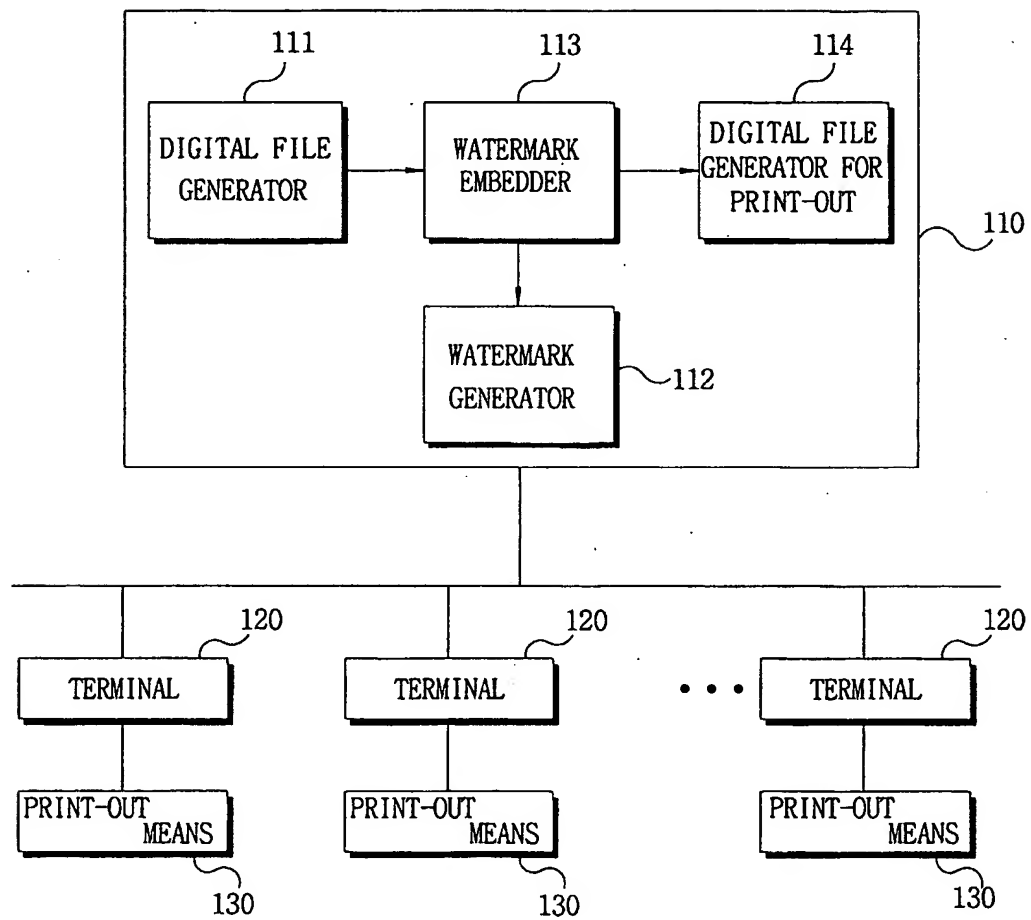 111
113
114
DIGITAL FILE
GENERATOR
WATERMARK
EMBEDDER
DIGITAL FILE
GENERATOR FOR
PRINT-OUT
110
WATERMARK
GENERATOR
112
120
120
120
TERMINAL
TERMINAL
TERMINAL
PRINT-OUT
MEANS
PRINT-OUT
MEANS
PRINT-OUT
MEANS
130
130
130